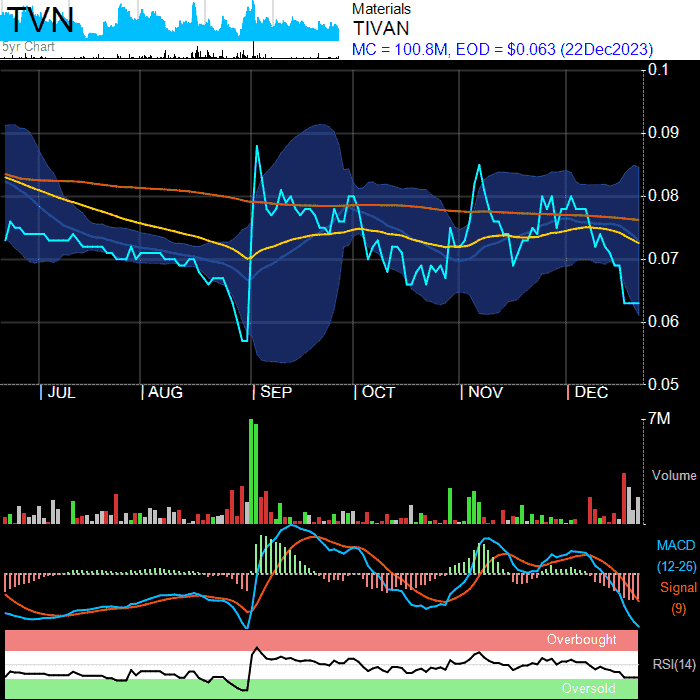 TVN
5yr Chart
Materials
TIVAN
MC = 100.8M, EOD = $0.063 (22Dec2023)
0.1
0.09
0.08
0.07
0.06
0.05
JUL AUG SEP OCT NOV DEC
7M
Volume
MACD
(12-26)
Signal
(9)
Overbought
RSI(14)
Oversold